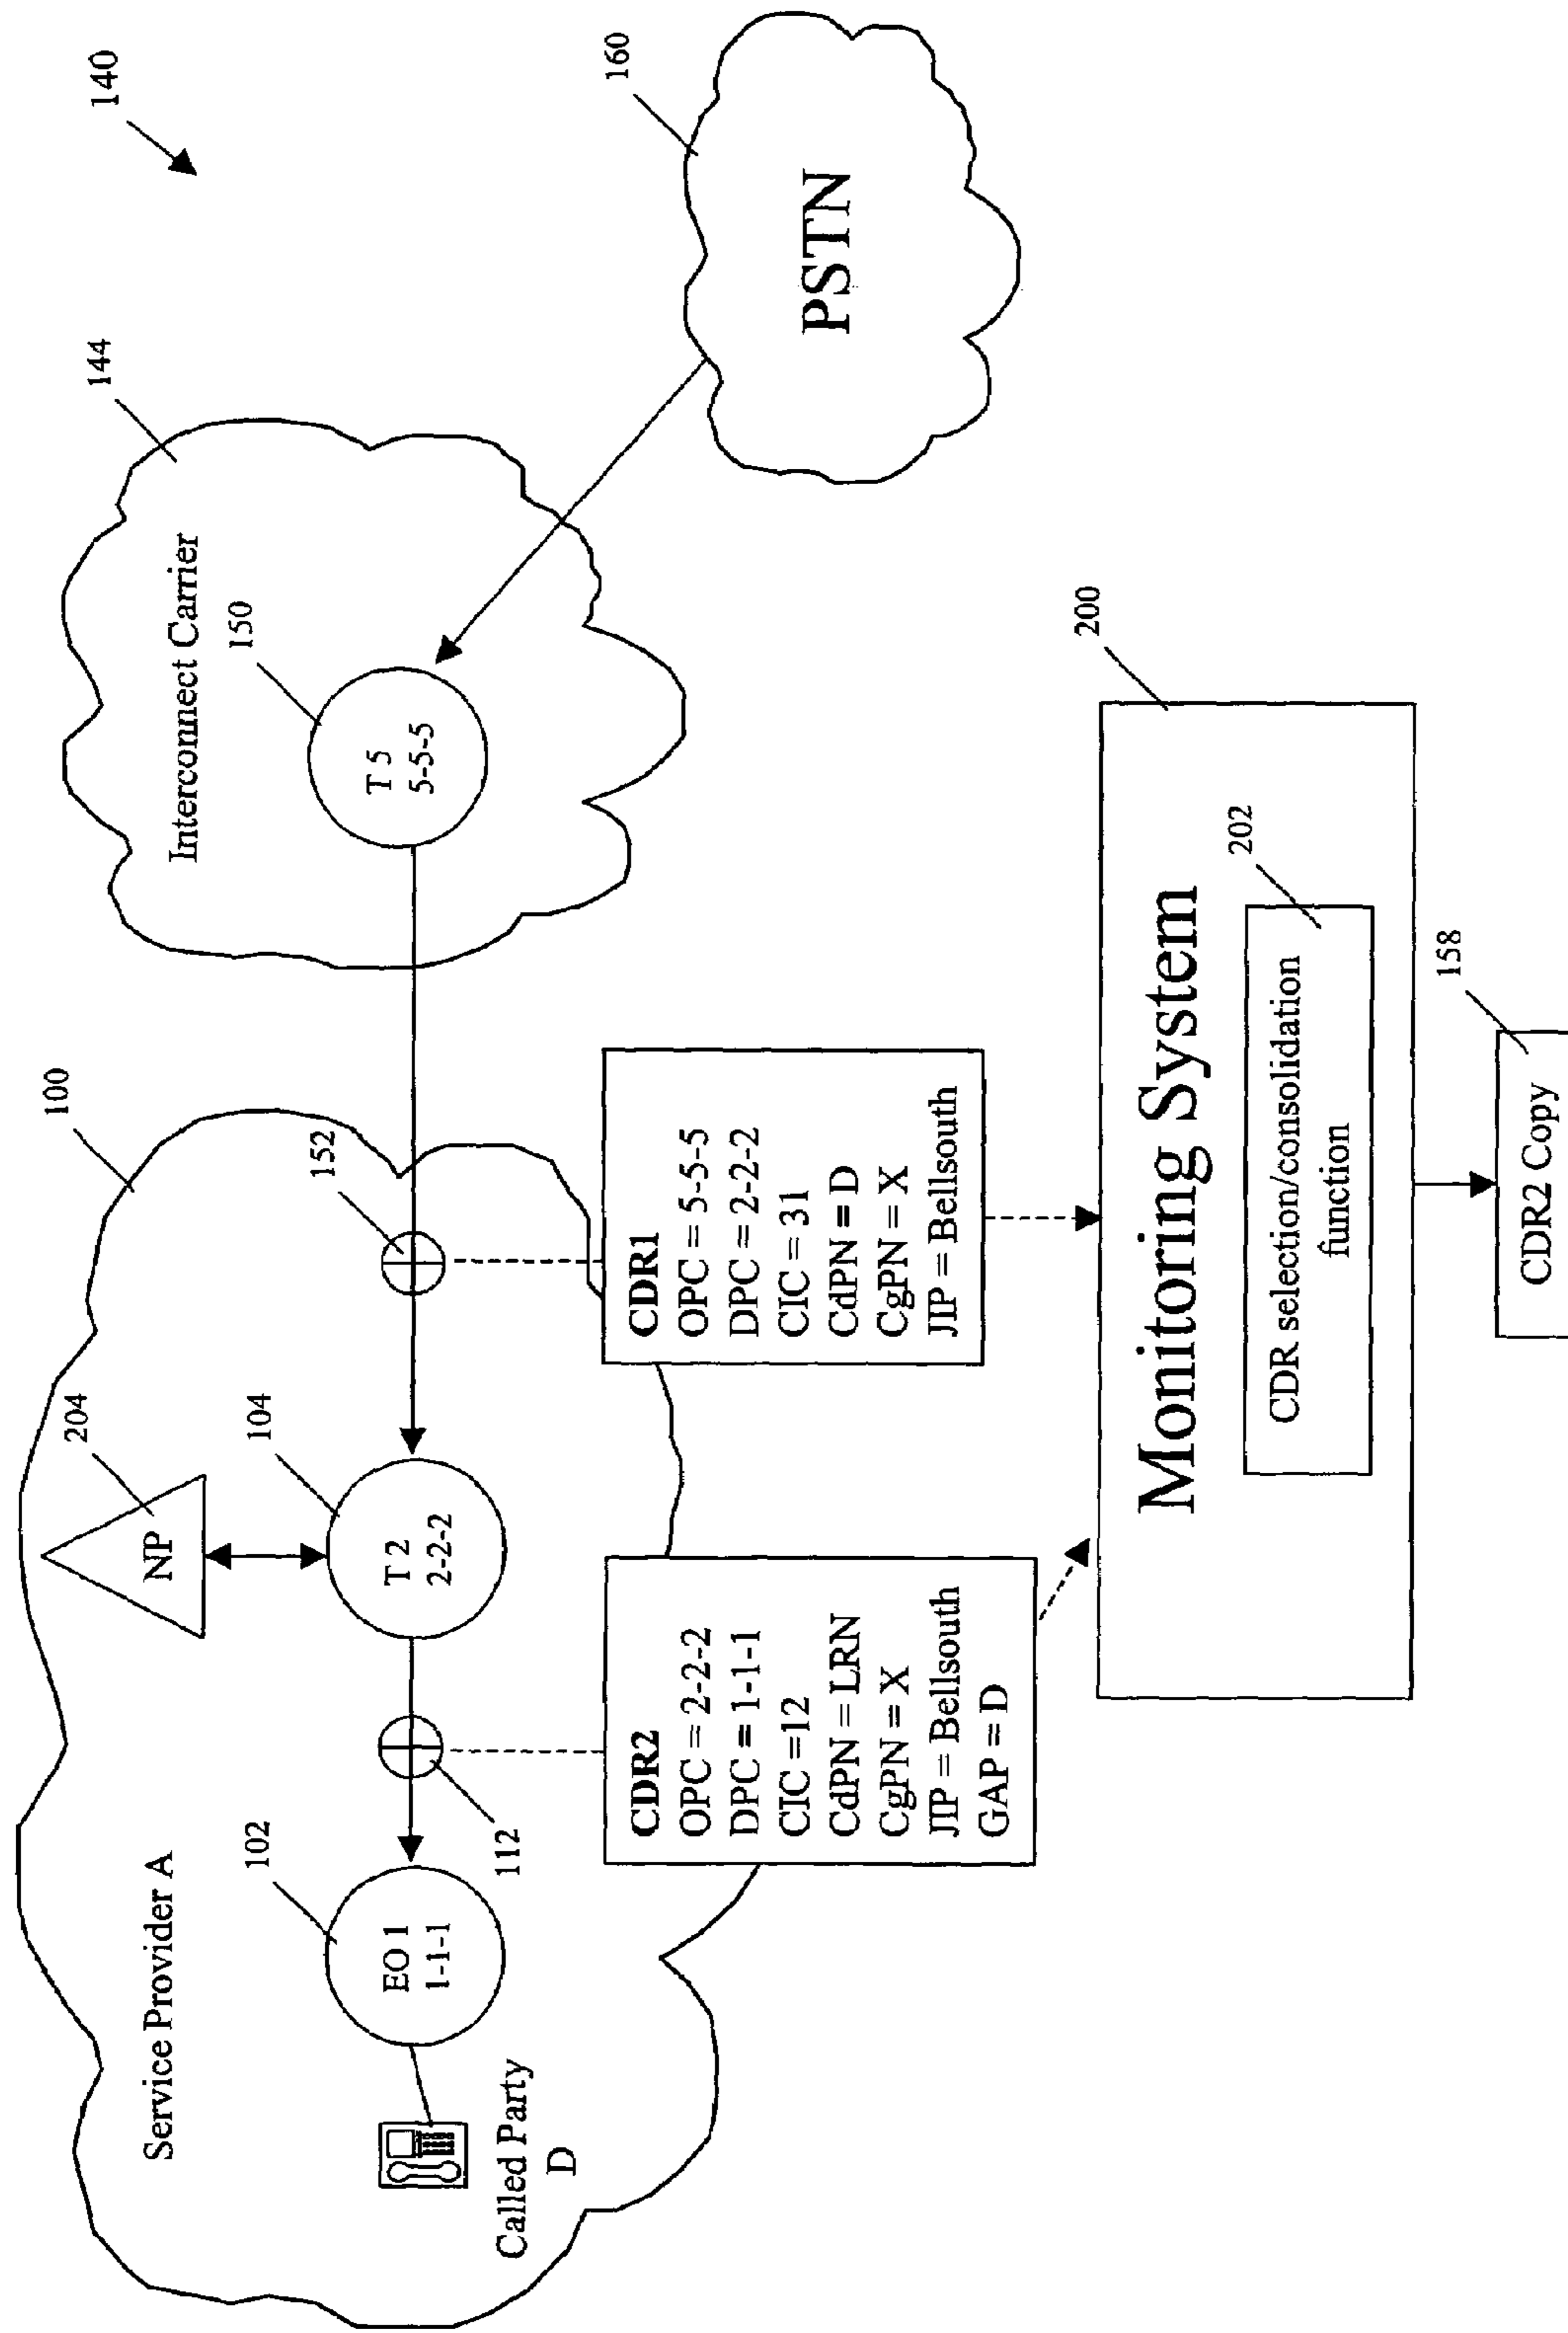 140
144
Interconnect Carrier
150
T 5
5-5-5
160
PSTN
100
Service Provider A
204
NP
104
T 2
2-2-2
152
102
EO 1
1-1-1
112
Called Party
D
CDR2
OPC = 2-2-2
DPC = 1-1-1
CIC =12
CdPN = LRN
CgPN = X
JIP = Bellsouth
GAP = D
CDR1
OPC = 5-5-5
DPC = 2-2-2
CIC = 31
CdPN = D
CgPN = X
JIP = Bellsouth
200
Monitoring System
202
CDR selection/consolidation
function
158
CDR2 Copy